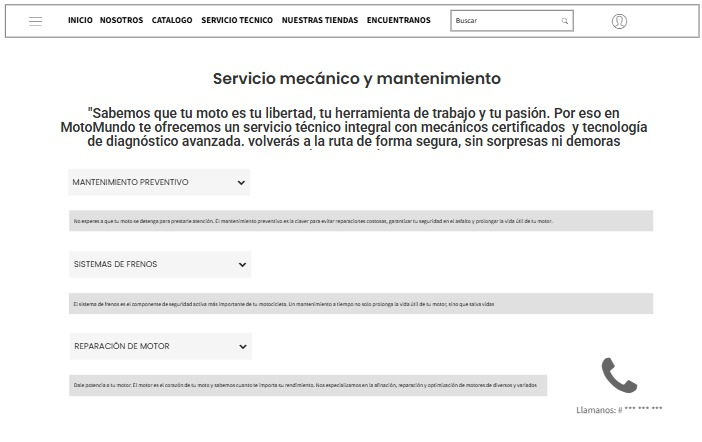 INICIO NOSOTROS CATALOGO SERVICIO TECNICO NUESTRAS TIENDAS ENCUENTRANOS Buscar
Servicio mecánico y mantenimiento
"Sabemos que tu moto es tu libertad, tu herramienta de trabajo y tu pasión. Por eso en
MotoMundo te ofrecemos un servicio técnico integral con mecánicos certificados y tecnología
de diagnóstico avanzada. volverás a la ruta de forma segura, sin sorpresas ni demoras
MANTENIMIENTO PREVENTIVO
No esperes a que tu moto se detenga para prestarle atención. El mantenimiento preventivo es la clave para evitar reparaciones costosas, garantizar tu seguridad en el asfalto y prolongar la vida útil de tu motor.
SISTEMAS DE FRENOS
El sistema de frenos es el componente de seguridad activa más importante de tu motocicleta. Un mantenimiento a tiempo no solo prolonga la vida útil de tu motor, sino que salva vidas
REPARACIÓN DE MOTOR
Dale potencia a tu motor. El motor es el corazón de tu moto y sabemos cuanto te importa su rendimiento. Nos especializamos en la afinación, reparación y optimización de motores de diversos y variados
Llamanos: # *** *** ***